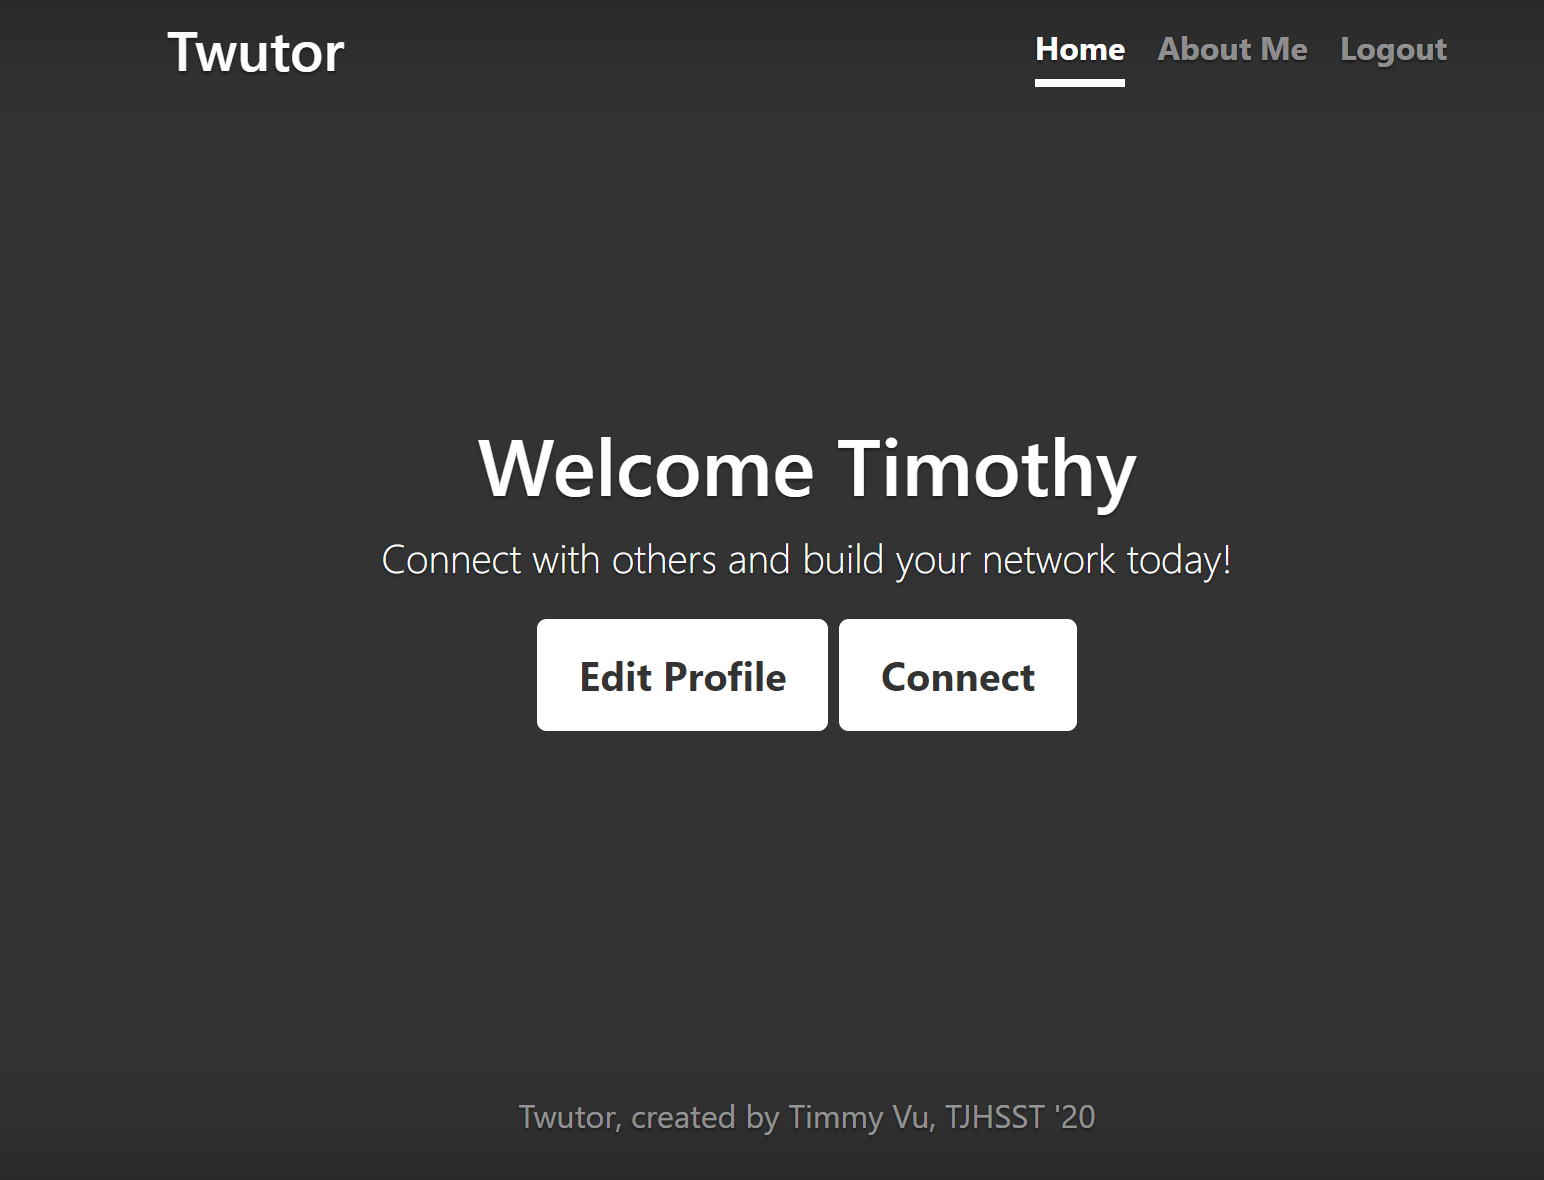 Twutor
Home About Me Logout
Welcome Timothy
Connect with others and build your network today!
Edit Profile Connect
Twutor, created by Timmy Vu, TJHSST '20